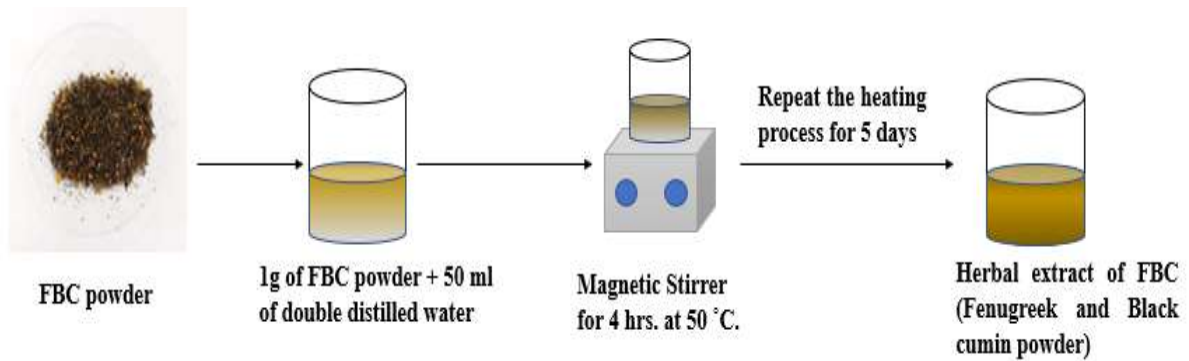 FBC powder
1g of FBC powder + 50 ml
of double distilled water
Magnetic Stirrer
for 4 hrs. at 50 ˚C.
Repeat the heating
process for 5 days
Herbal extract of FBC
(Fenugreek and Black
cumin powder)